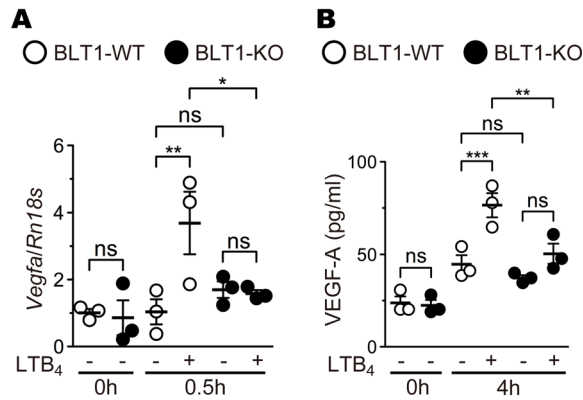 A
BLT1-WT BLT1-KO
*
ns
**
ns
ns
6
4
2
0
Vegfa/Rn18s
LTB4 - - - + - +
0h 0.5h
B
BLT1-WT BLT1-KO
**
ns
***
ns
ns
100
50
0
VEGF-A (pg/ml)
LTB4 - - - + - +
0h 4h